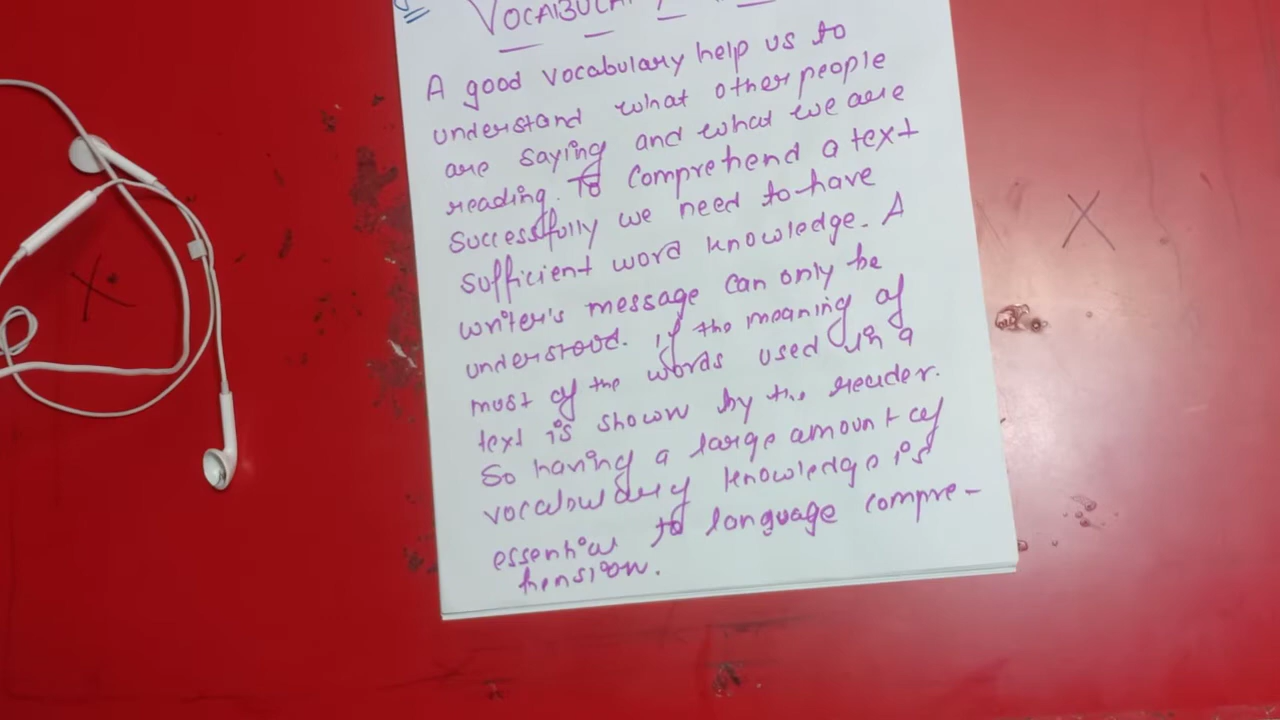 VOCABULARY
A good vocabulary help us to
understand what other people
are saying and what we are
reading. To comprehend a text
successfully we need to have
sufficient word knowledge. A
writer's message can only be
understood. if the meaning of
most of the words used in a
text is shown by the reader.
So having a large amount of
vocabulary knowledge is
essential to language compre-
hension.